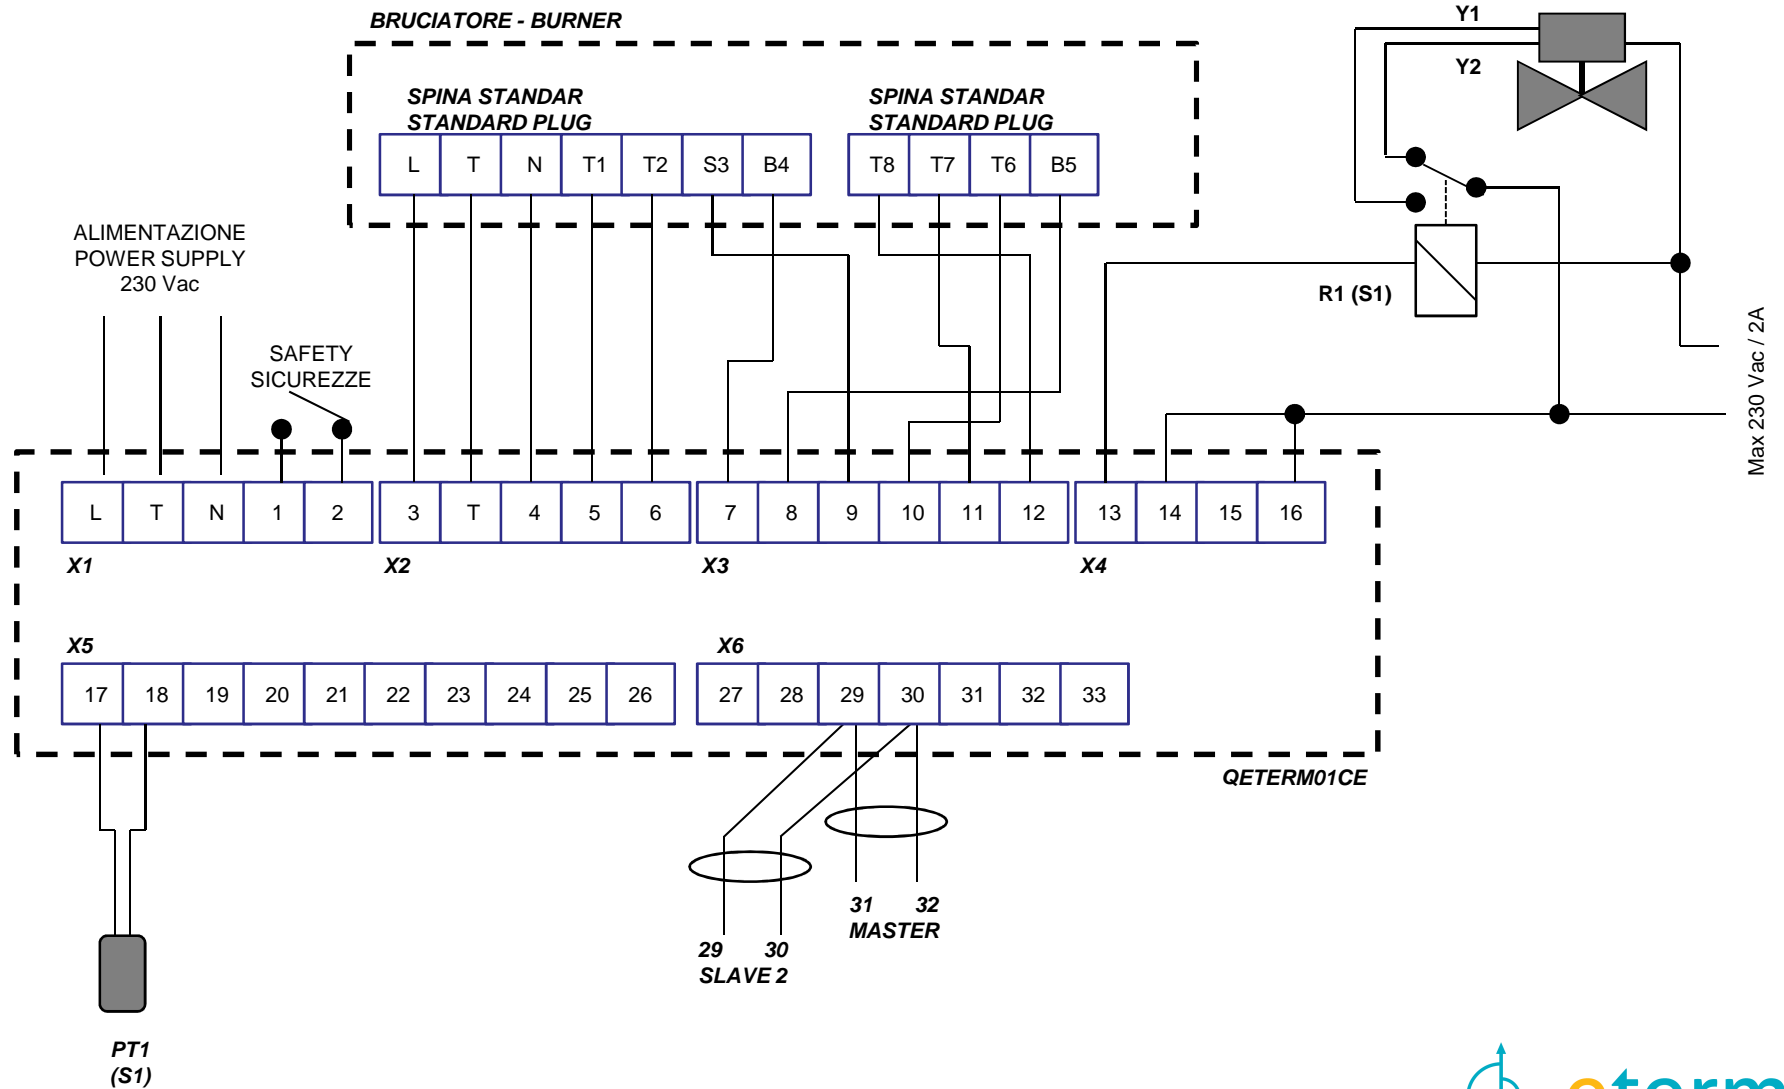 BRUCIATORE - BURNER
Y1
Y2
SPINA STANDAR
STANDARD PLUG
SPINA STANDAR
STANDARD PLUG
L T N T1 T2 S3 B4
T8 T7 T6 B5
ALIMENTAZIONE
POWER SUPPLY
230 Vac
SAFETY
SICUREZZE
R1 (S1)
Max 230 Vac / 2A
L T N 1 2
3 T 4 5 6
7 8 9 10 11 12
13 14 15 16
X1
X2
X3
X4
X5
X6
17 18 19 20 21 22 23 24 25 26
27 28 29 30 31 32 33
QETERM01CE
31 32
MASTER
29 30
SLAVE 2
PT1
(S1)